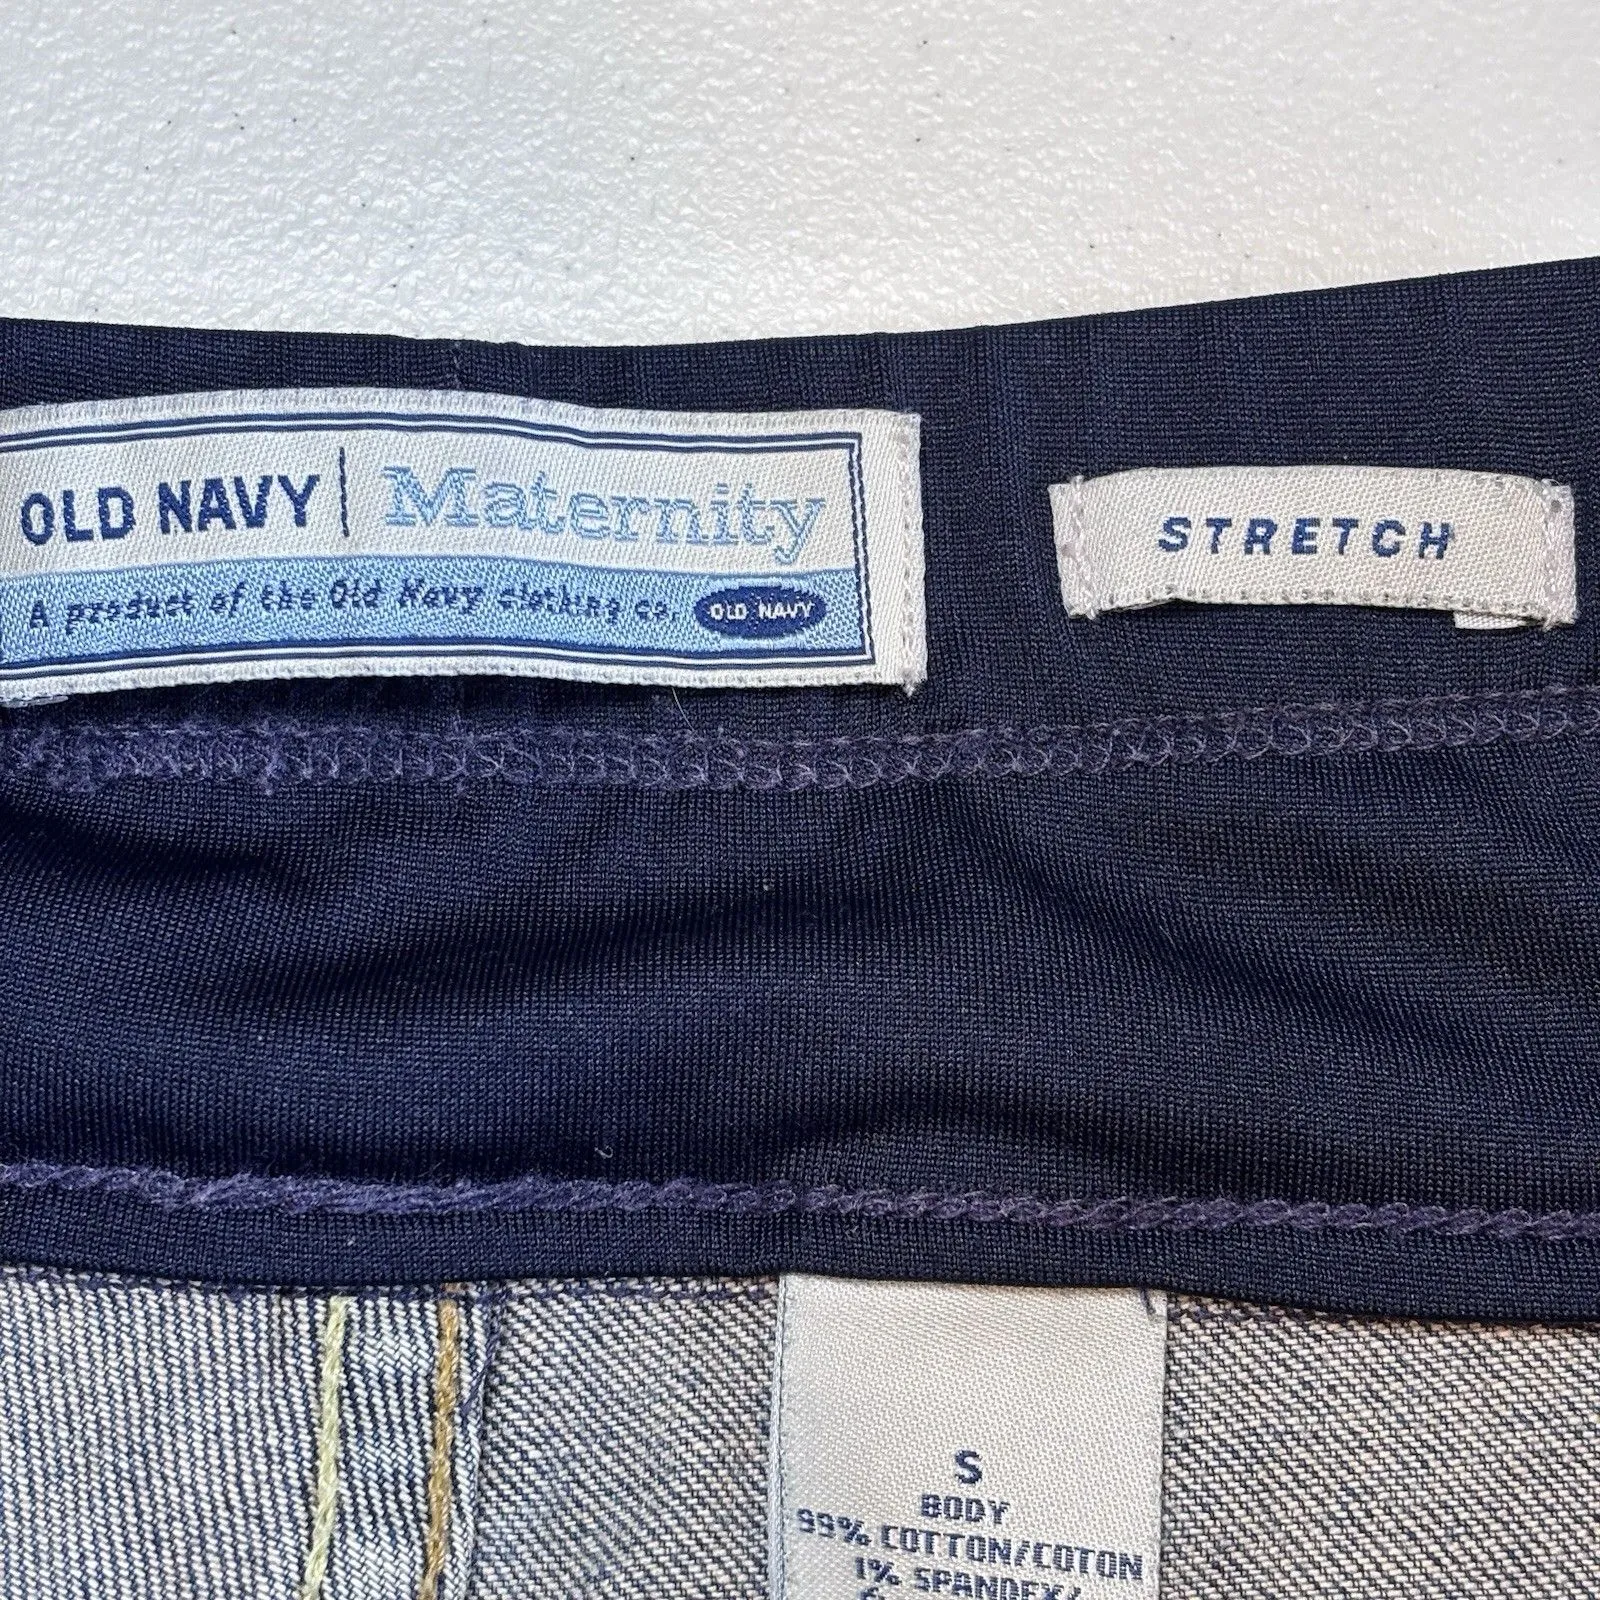 OLD NAVY | Maternity
A product of the Old Navy clothing co. OLD NAVY
STRETCH
S
BODY
99% COTTON/COTON
1% SPANDEX/